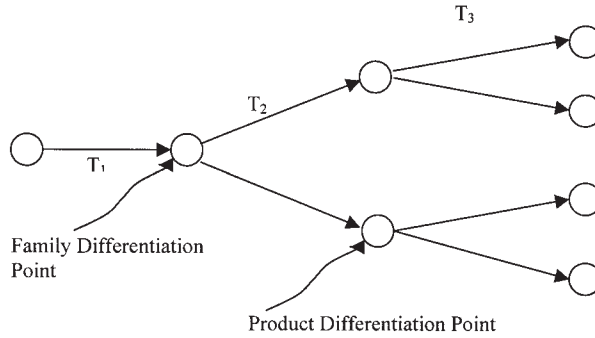 T3
T2
T1
Family Differentiation
Point
Product Differentiation Point